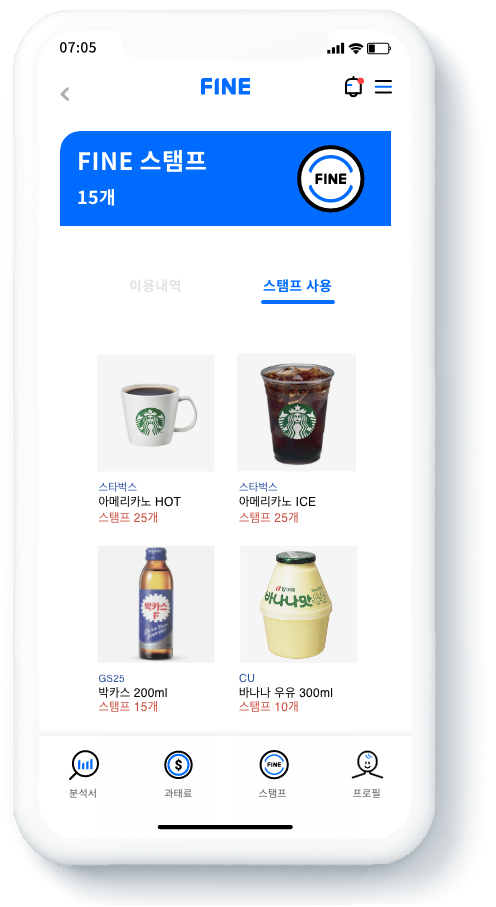 07:05
FINE
FINE 스탬프
15개
FINE
이용내역
스탬프 사용
스타벅스
아메리카노 HOT
스탬프 25개
스타벅스
아메리카노 ICE
스탬프 25개
박카스
F
바나나맛
GS25
박카스 200ml
스탬프 15개
CU
바나나 우유 300ml
스탬프 10개
$
FINE
분석서
과태료
스탬프
프로필